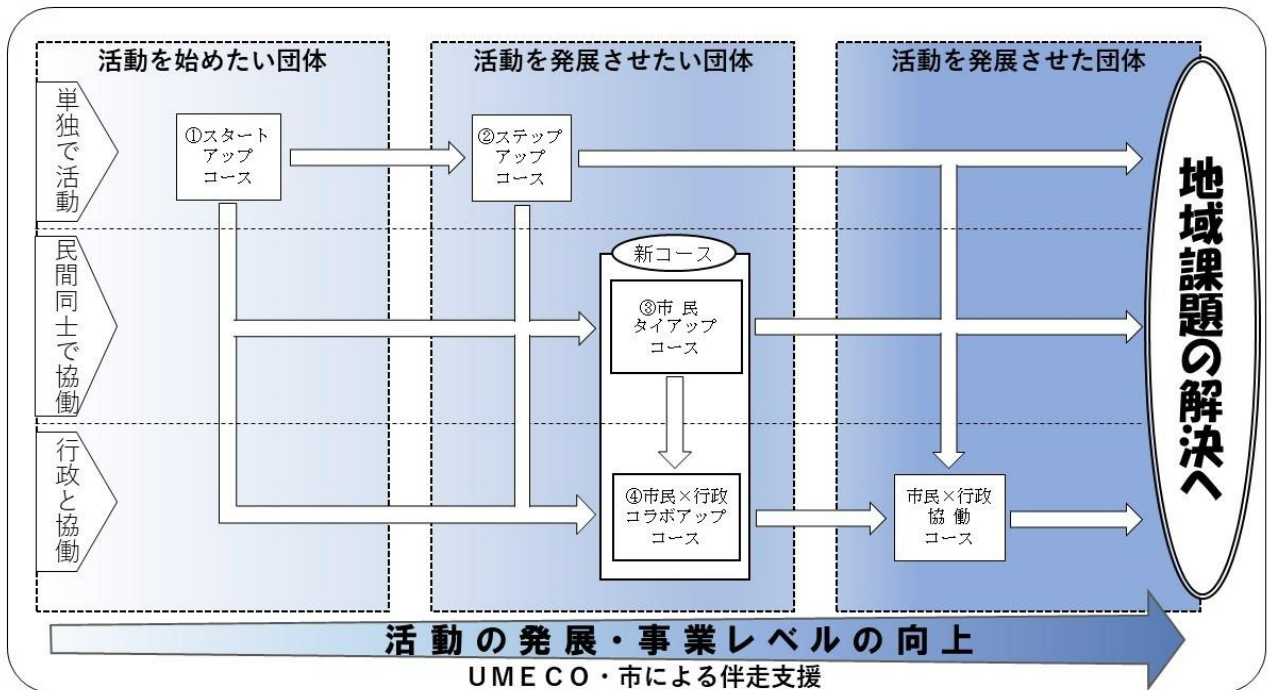 活動を始めたい団体
活動を発展させたい団体
活動を発展させた団体
単独で活動
①スタート
アップ
コース
②ステップ
アップ
コース
民間同士で協働
新コース
③市 民
タイアップ
コース
行政と協働
④市民×行政
コラボアップ
コース
市民×行政
協 働
コース
地域課題の解決へ
活動の発展・事業レベルの向上
UMECO・市による伴走支援